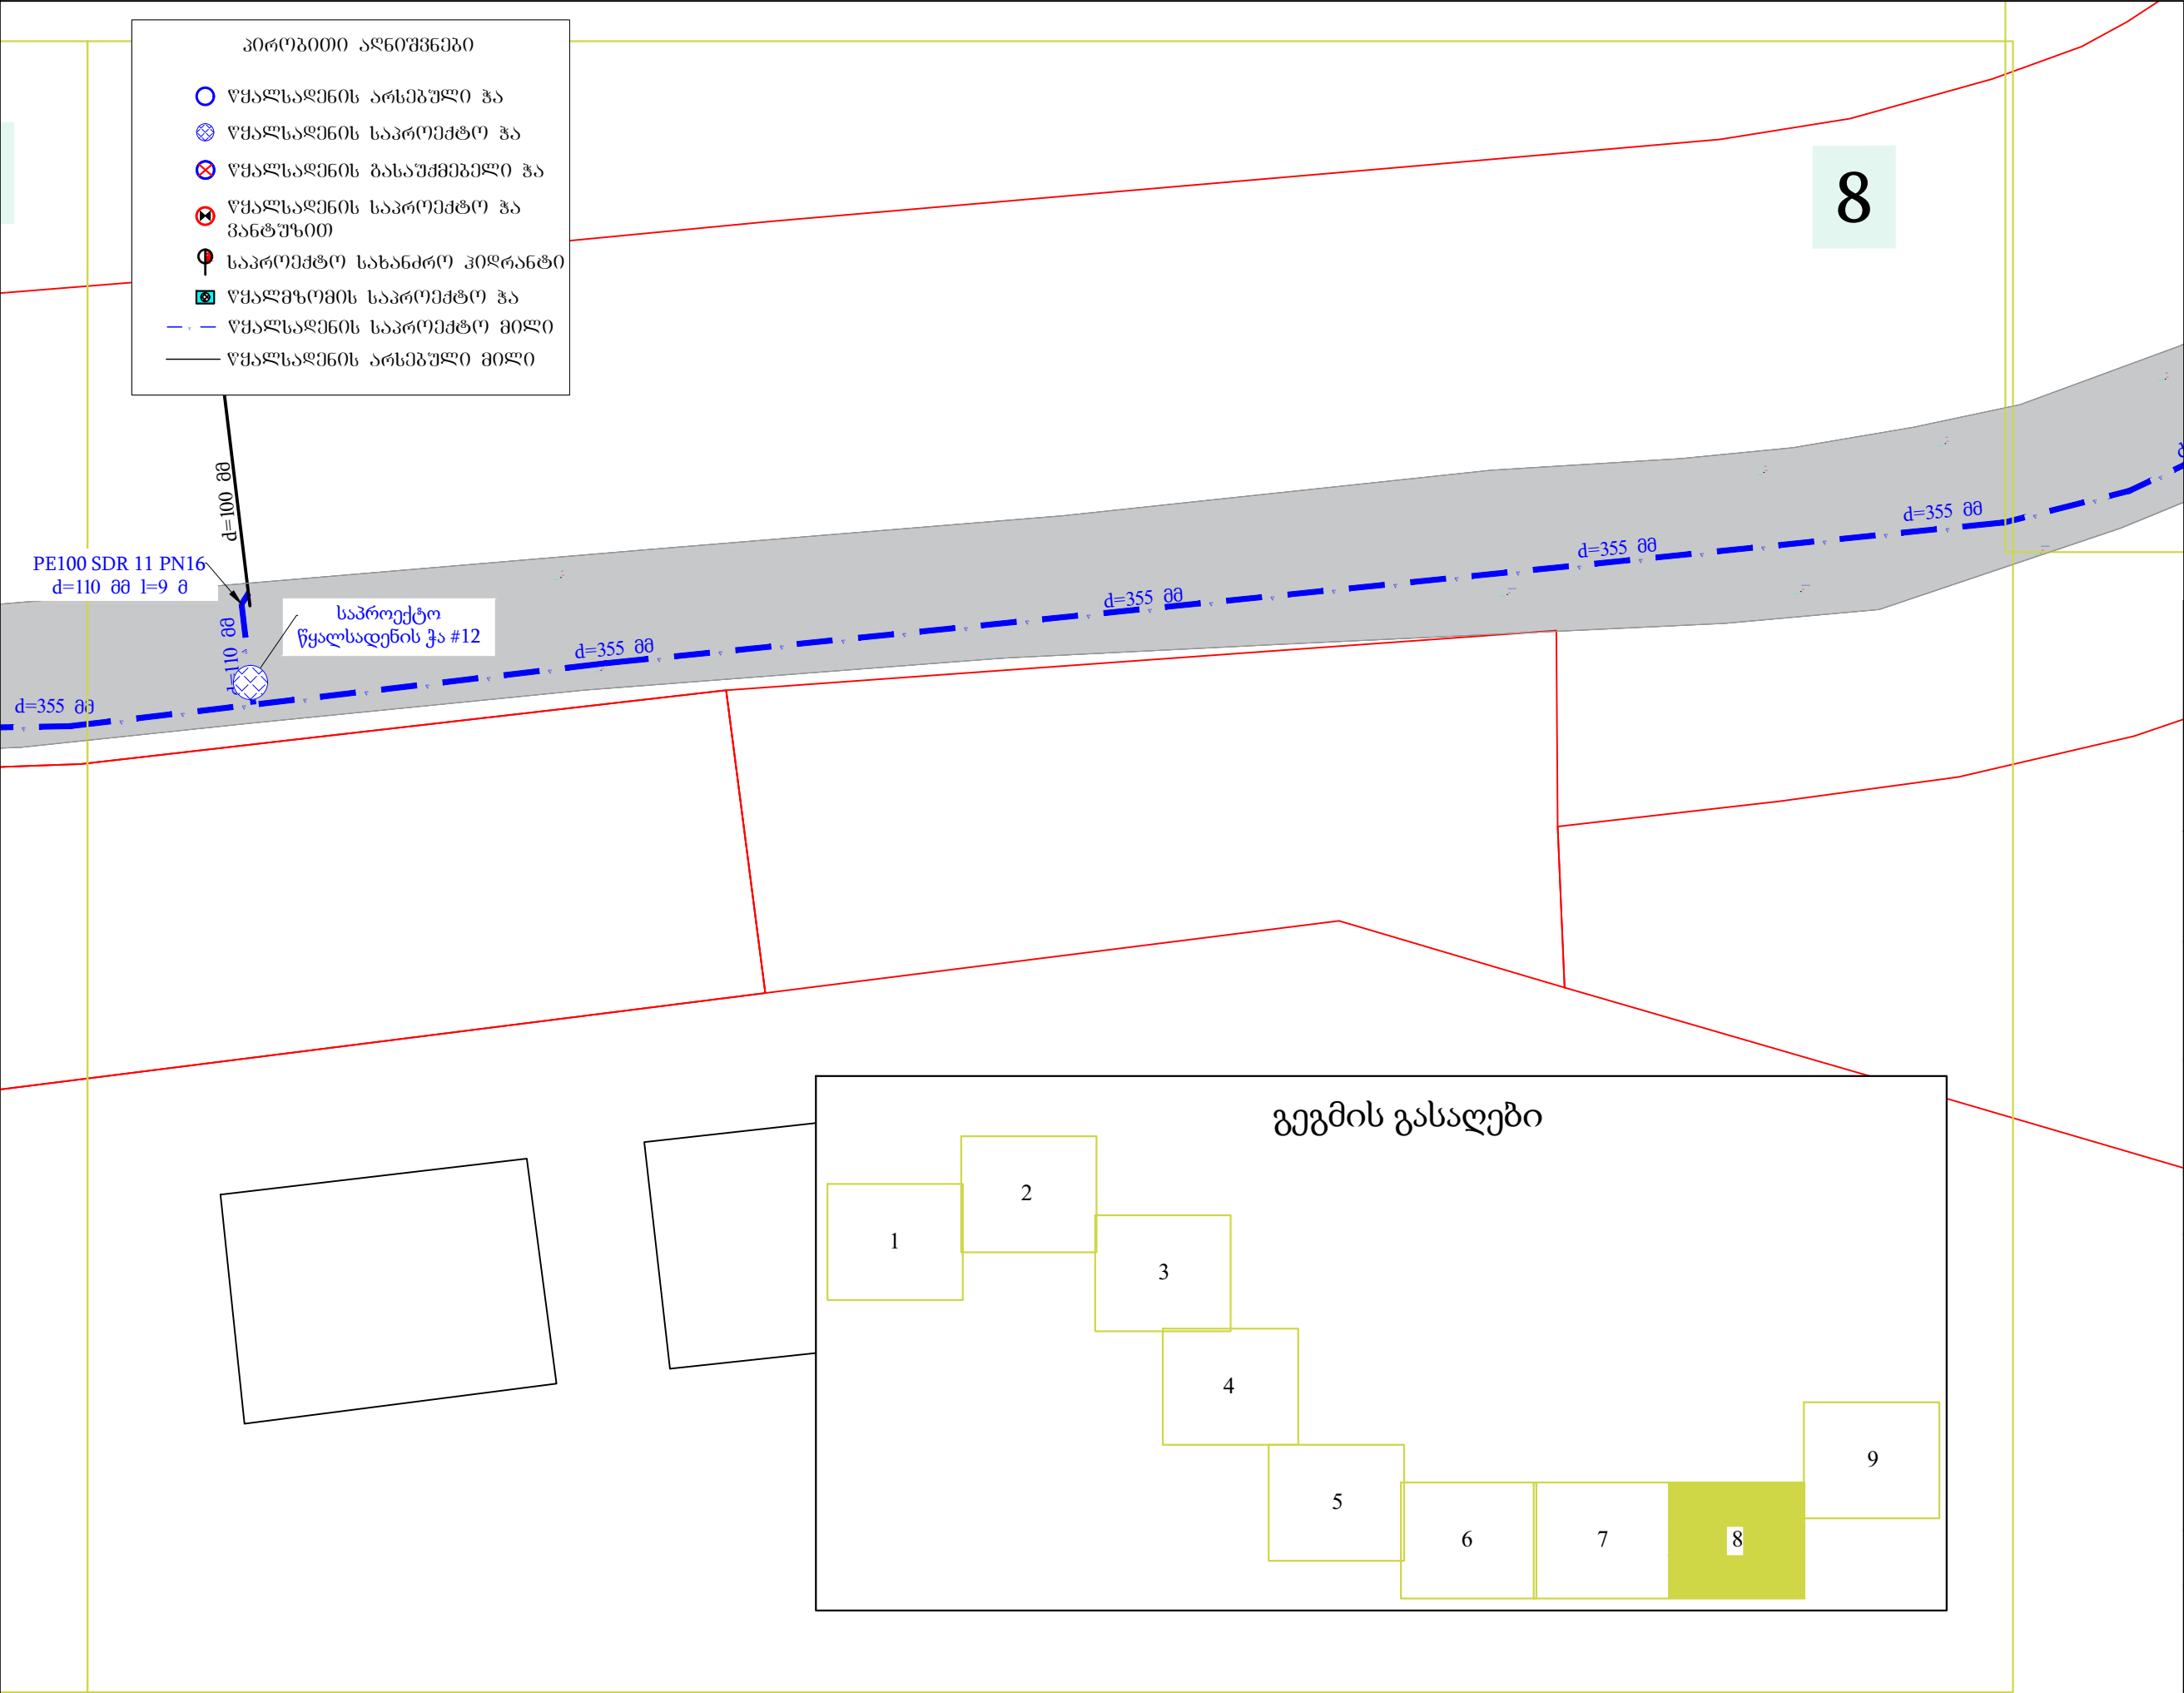 პირობითი აღნიშვნები
წყალსადენის არსებული ჭა
წყალსადენის საპროექტო ჭა
წყალსადენის გასაუქმებელი ჭა
წყალსადენის საპროექტო ჭა
ვანტუზით
საპროექტო სახანძრო ჰიდრანტი
წყალმზომის საპროექტო ჭა
წყალსადენის საპროექტო მილი
წყალსადენის არსებული მილი
8
d=100 მმ
PE100 SDR 11 PN16
d=110 მმ l=9 მ
d=110 მმ
საპროექტო
წყალსადენის ჭა #12
d=355 მმ
d=355 მმ
d=355 მმ
d=355 მმ
d=355 მმ
გეგმის გასაღები
1
2
3
4
5
6
7
8
9